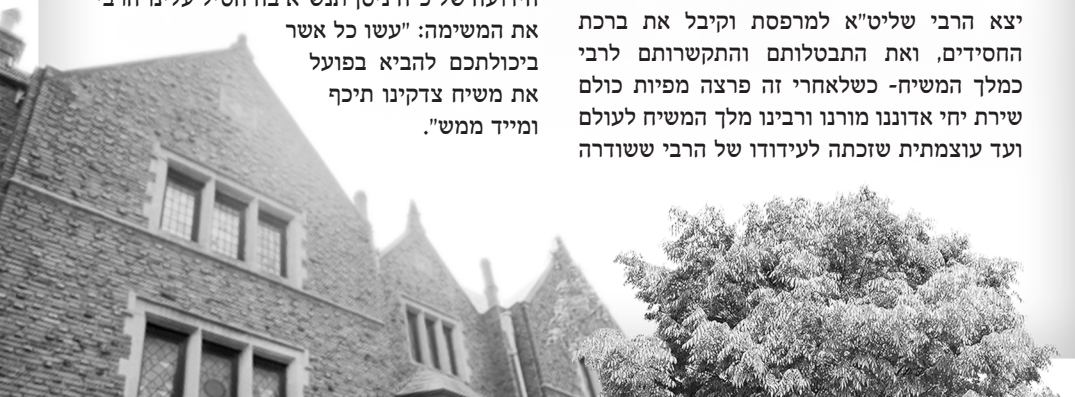 יצא הרבי שליט"א למרפסת וקיבל את ברכת
החסידים, ואת התבטלותם והתקשרותם לרבי
כמלך המשיח- כשלאחרי זה פרצה מפיות כולם
שירת יחי אדוננו מורנו ורבינו מלך המשיח לעולם
ועד עוצמתית שזכתה לעידודו של הרבי ששודרה
את המשימה: "עשו כל אשר
ביכולתכם להביא בפועל
את משיח צדקינו תיכף
ומייד ממש".